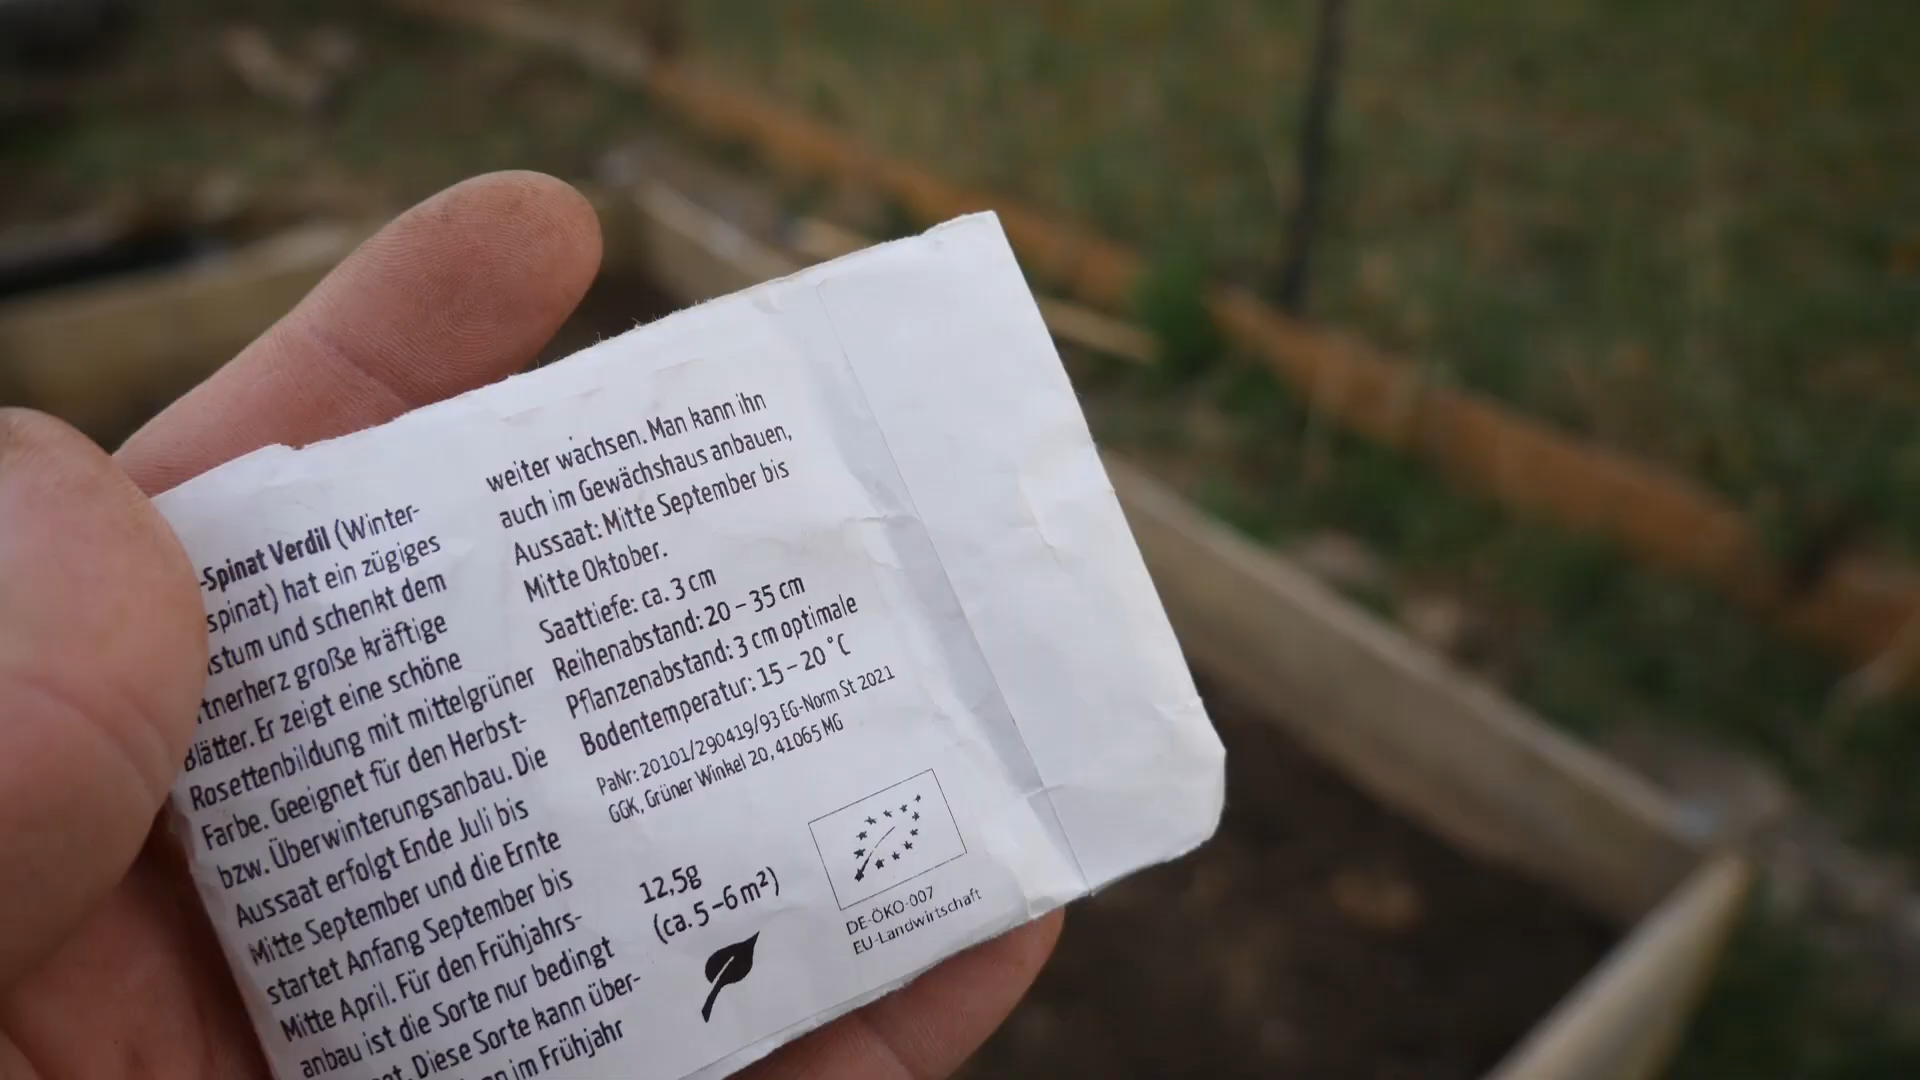 -Spinat Verdil (Winter-
spinat) hat ein zügiges
stum und schenkt dem
rtnerherz große kräftige
Blätter. Er zeigt eine schöne
Rosettenbildung mit mittelgrüner
Farbe. Geeignet für den Herbst-
bzw. Überwinterungsanbau. Die
Aussaat erfolgt Ende Juli bis
Mitte September und die Ernte
startet Anfang September bis
Mitte April. Für den Frühjahrs-
anbau ist die Sorte nur bedingt
Diese Sorte kann über-
im Frühjahr
weiter wachsen. Man kann ihn
auch im Gewächshaus anbauen,
Aussaat: Mitte September bis
Mitte Oktober.
Saattiefe: ca. 3 cm
Reihenabstand: 20 – 35 cm
Pflanzenabstand: 3 cm optimale
Bodentemperatur: 15 – 20 °C
PaNr: 20101/290419/93 EG-Norm St 2021
GGK, Grüner Winkel 20, 41065 MG
12,5g
(ca. 5 –6 m²)
DE-ÖKO-007
EU-Landwirtschaft